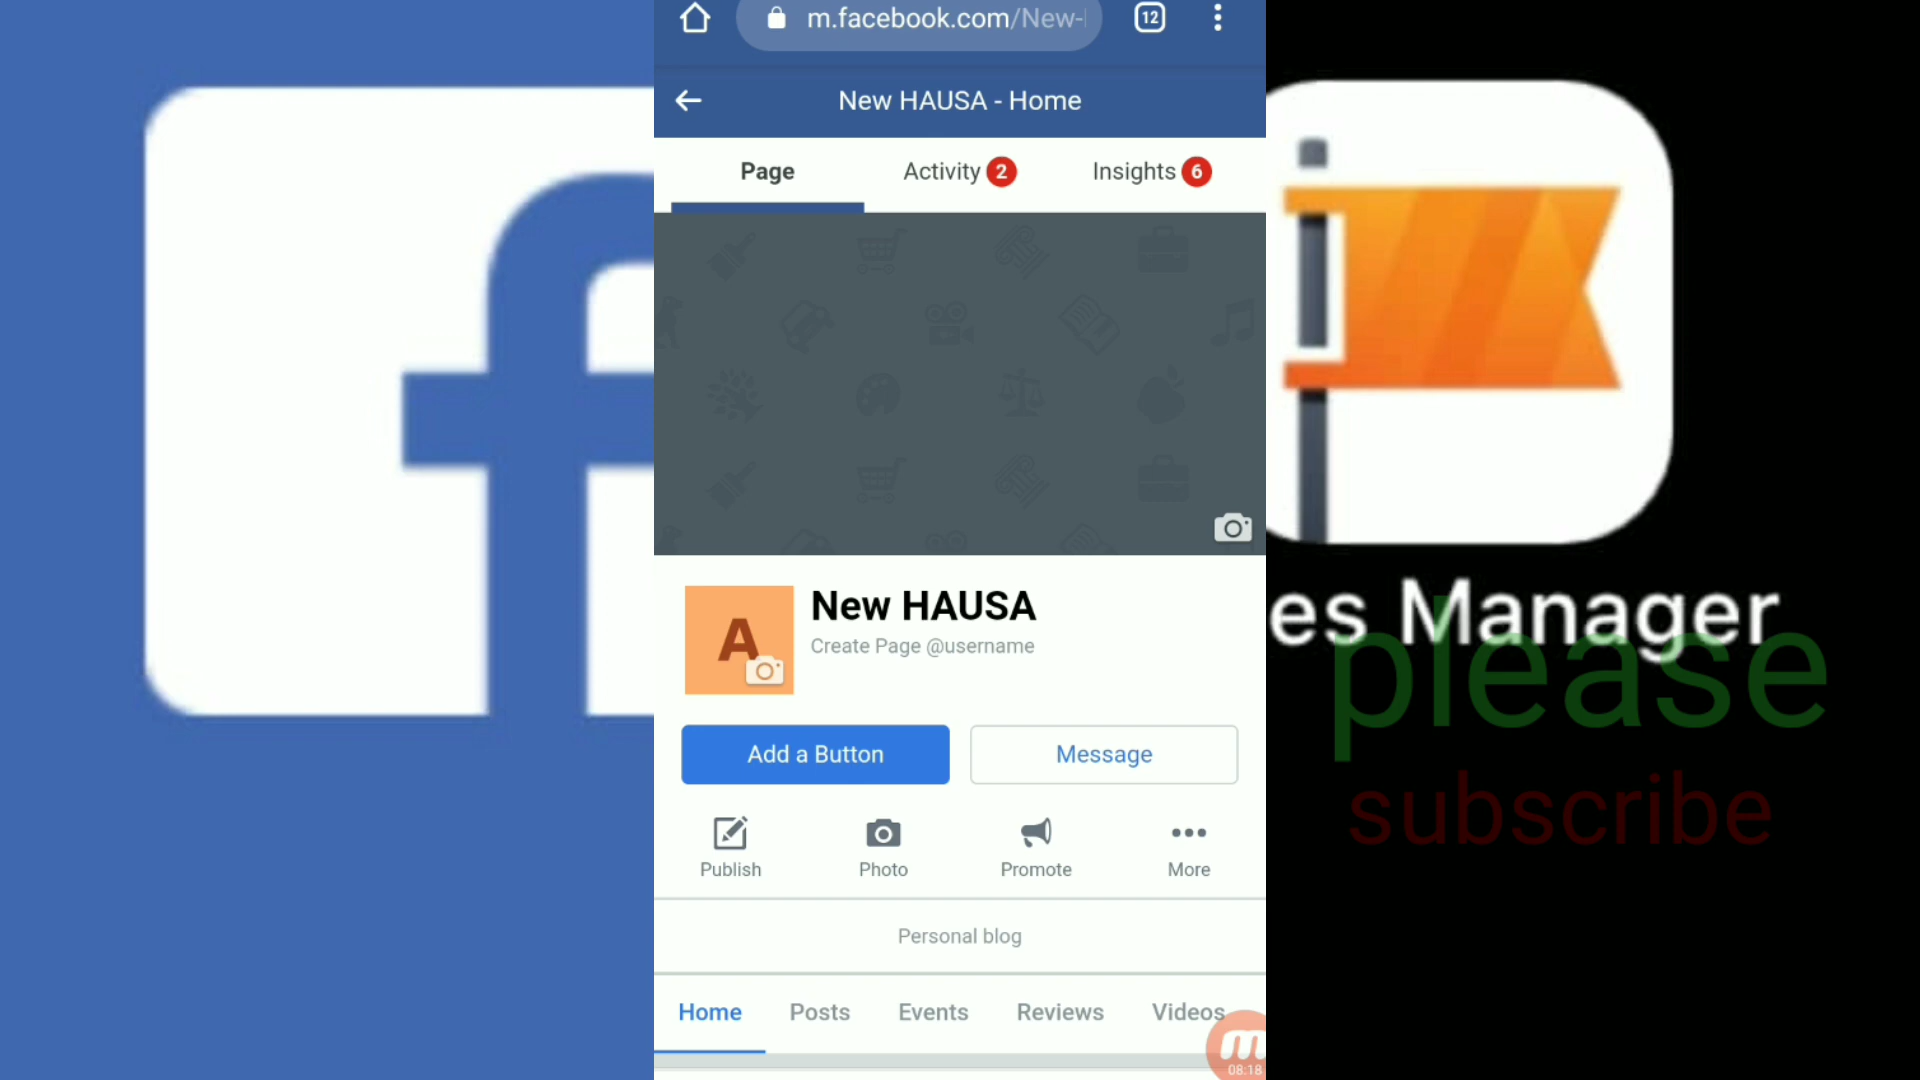 m.facebook.com/New-
12
New HAUSA - Home
Page
Activity 2
Insights 6
A
New HAUSA
Create Page @username
Add a Button
Message
Publish
Photo
Promote
More
Personal blog
Home
Posts
Events
Reviews
Videos
08:18
f
es Manager
please
subscribe